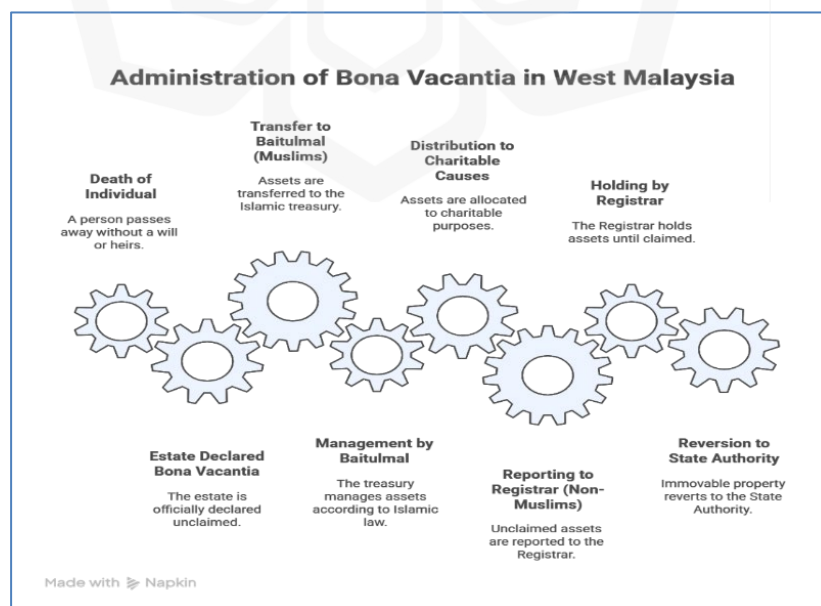 Administration of Bona Vacantia in West Malaysia
Death of
Individual
A person passes
away without a will
or heirs.
Transfer to
Baitulmal
(Muslims)
Assets are
transferred to the
Islamic treasury.
Distribution to
Charitable
Causes
Assets are allocated
to charitable
purposes.
Holding by
Registrar
The Registrar holds
assets until claimed.
Estate Declared
Bona Vacantia
The estate is
officially declared
unclaimed.
Management by
Baitulmal
The treasury
manages assets
according to Islamic
law.
Reporting to
Registrar (Non-
Muslims)
Unclaimed assets
are reported to the
Registrar.
Reversion to
State Authority
Immovable property
reverts to the State
Authority.
Made with Napkin